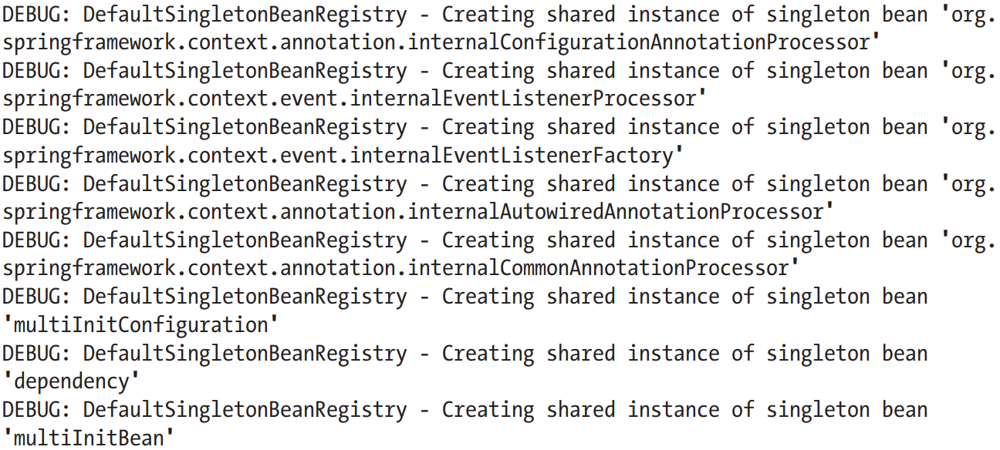 DEBUG: DefaultSingletonBeanRegistry - Creating shared instance of singleton bean 'org.
springframework.context.annotation.internalConfigurationAnnotationProcessor'
DEBUG: DefaultSingletonBeanRegistry - Creating shared instance of singleton bean 'org.
springframework.context.event.internalEventListenerProcessor'
DEBUG: DefaultSingletonBeanRegistry - Creating shared instance of singleton bean 'org.
springframework.context.event.internalEventListenerFactory'
DEBUG: DefaultSingletonBeanRegistry - Creating shared instance of singleton bean 'org.
springframework.context.annotation.internalAutowiredAnnotationProcessor'
DEBUG: DefaultSingletonBeanRegistry - Creating shared instance of singleton bean 'org.
springframework.context.annotation.internalCommonAnnotationProcessor'
DEBUG: DefaultSingletonBeanRegistry - Creating shared instance of singleton bean
'multiInitConfiguration'
DEBUG: DefaultSingletonBeanRegistry - Creating shared instance of singleton bean
'dependency'
DEBUG: DefaultSingletonBeanRegistry - Creating shared instance of singleton bean
'multiInitBean'